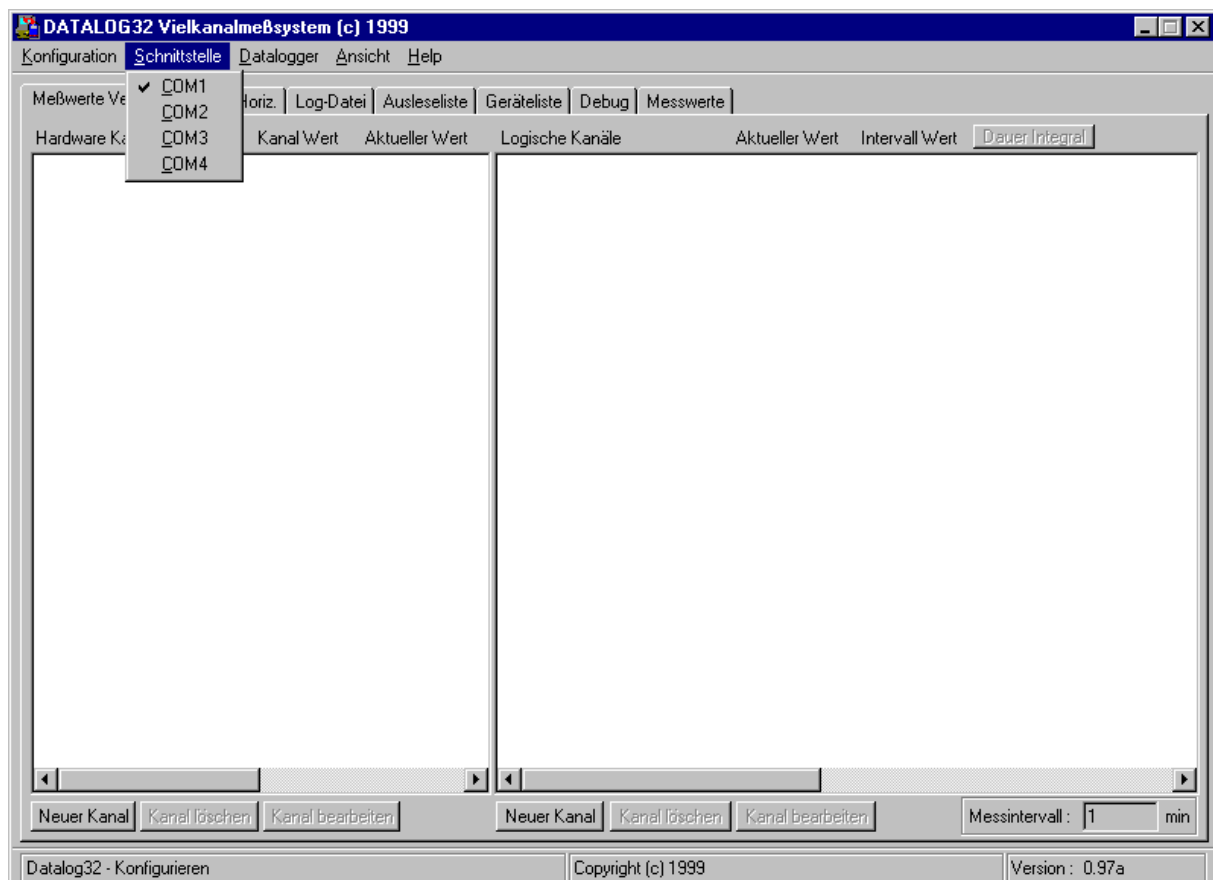 DATALOG32 Vielkanalmeßsystem (c) 1999
Konfiguration Schnittstelle Datalogger Ansicht Help
COM1
COM2
COM3
COM4
Meßwerte Horiz. Log-Datei Ausleseliste Geräteliste Debug Messwerte
Hardware Kanal Wert Aktueller Wert Logische Kanäle Aktueller Wert Intervall Wert Dauer Integral
Neuer Kanal Kanal löschen Kanal bearbeiten Neuer Kanal Kanal löschen Kanal bearbeiten Messintervall : 1 min
Datalog32 - Konfigurieren Copyright (c) 1999 Version : 0.97a